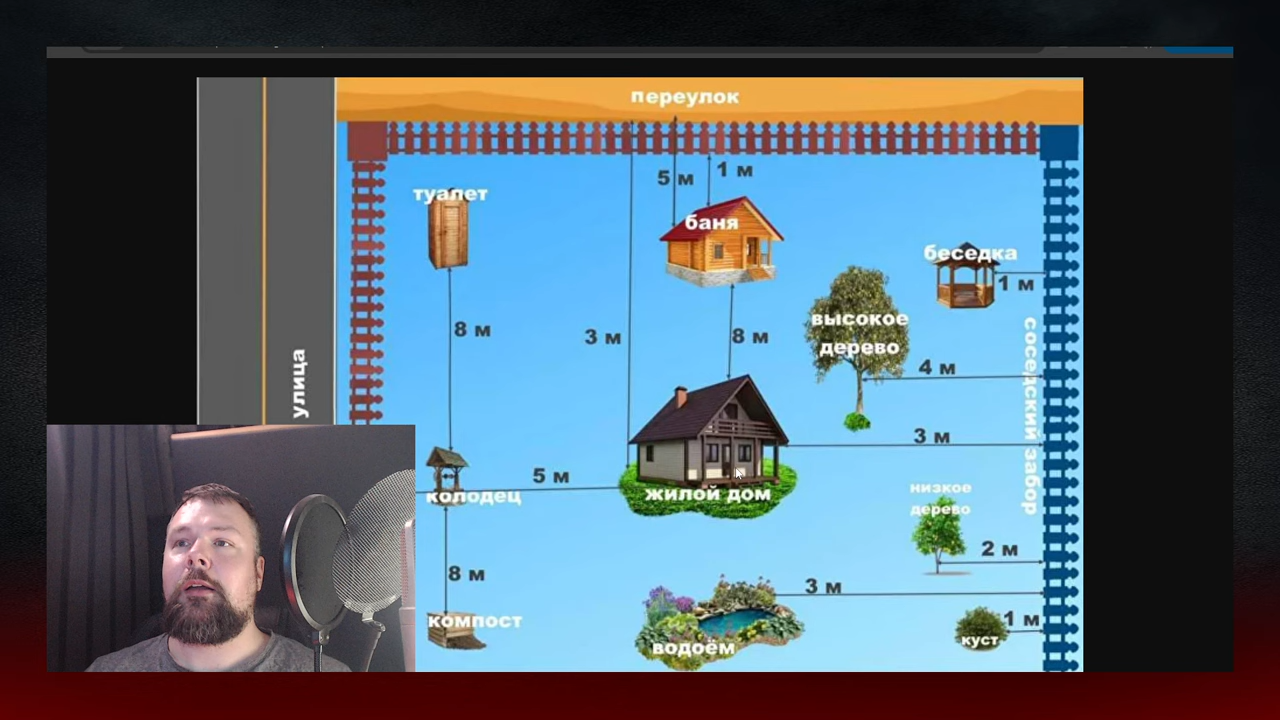 переулок
1 м
5 м
туалет
баня
беседка
1 м
высокое
дерево
8 м
3 м
8 м
4 м
улица
соседский забор
3 м
5 м
колодец
жилой дом
низкое
дерево
2 м
8 м
3 м
компост
1 м
куст
водоём